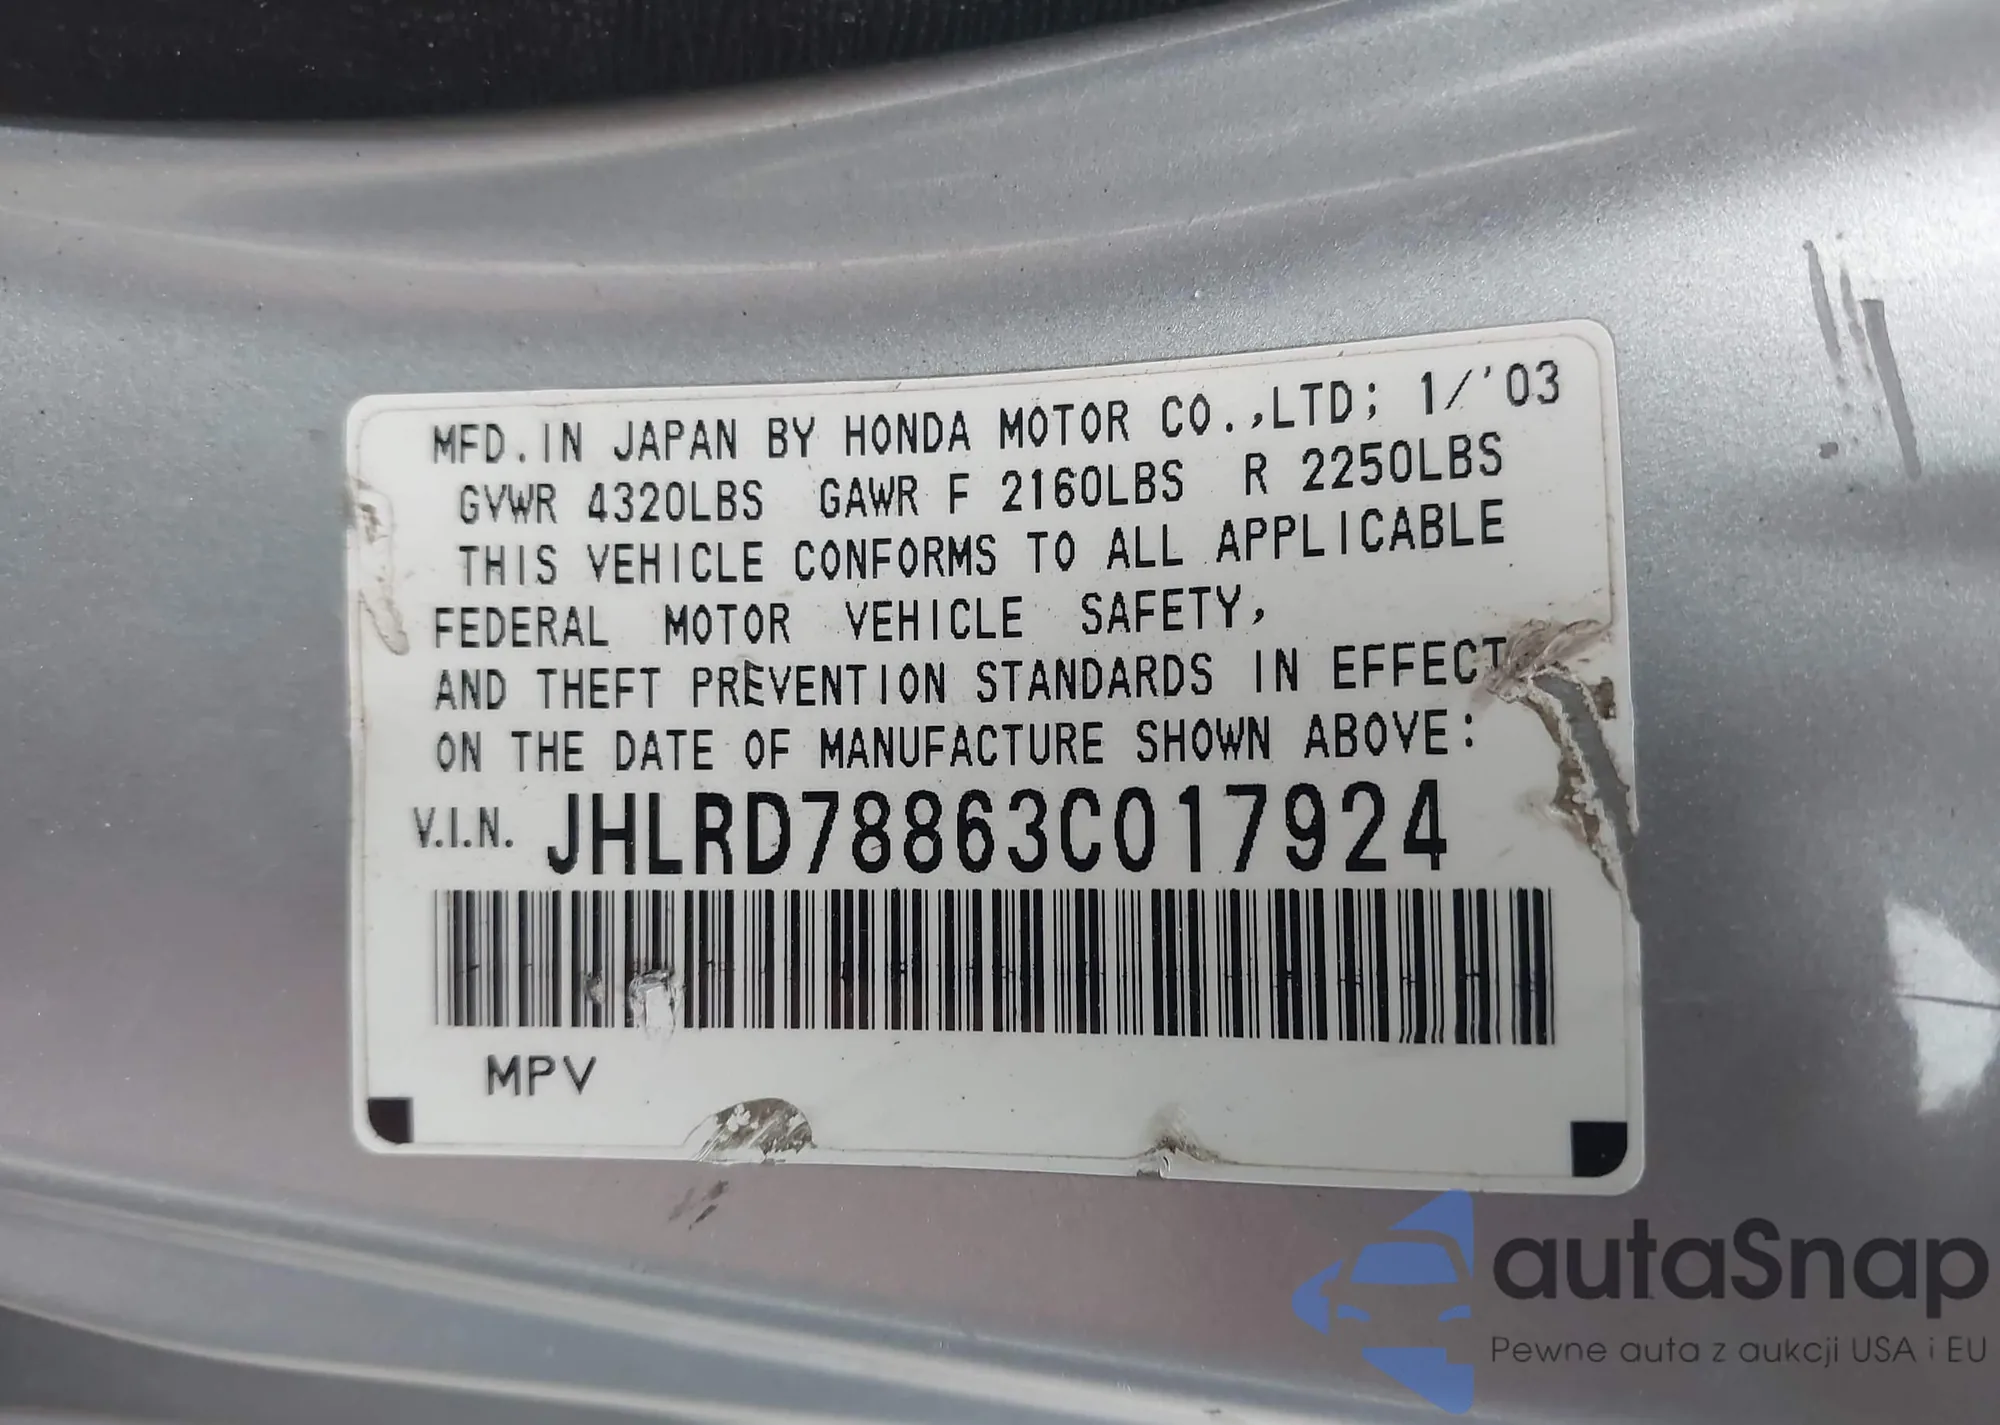 MFD. IN JAPAN BY HONDA MOTOR CO.,LTD; 1/'03
GVWR 4320LBS GAWR F 2160LBS R 2250LBS
THIS VEHICLE CONFORMS TO ALL APPLICABLE
FEDERAL MOTOR VEHICLE SAFETY,
AND THEFT PREVENTION STANDARDS IN EFFECT
ON THE DATE OF MANUFACTURE SHOWN ABOVE:
V.I.N. JHLRD78863C017924
MPV
autaSnap
Pewne auta z aukcji USA i EU